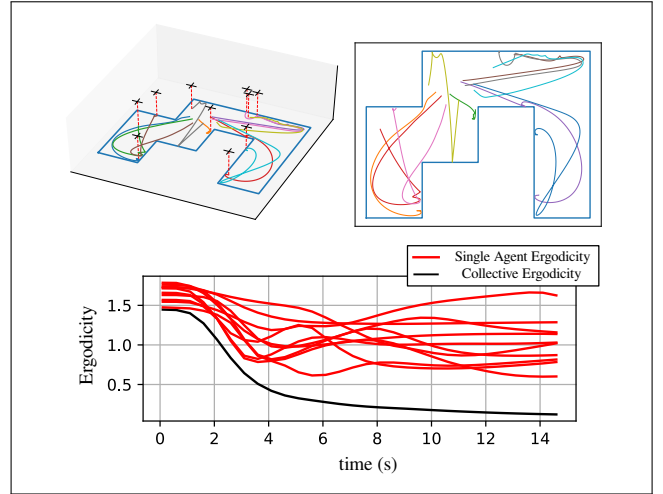 Single Agent Ergodicity
Collective Ergodicity
Ergodicity
1.5
1.0
0.5
0 2 4 6 8 10 12 14
time (s)